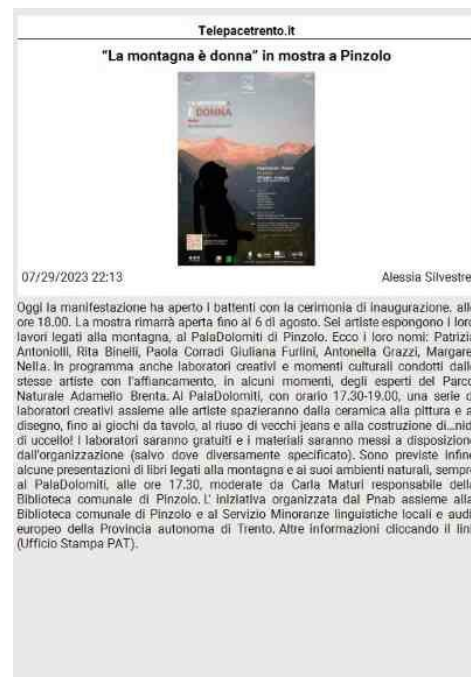 Telepacetrento.it
“La montagna è donna” in mostra a Pinzolo
LA MONTAGNA
È DONNA
07/29/2023 22:13
Alessia Silvestre
Oggi la manifestazione ha aperto i battenti con la cerimonia di inaugurazione. all
ore 18.00. La mostra rimarrà aperta fino al 6 di agosto. Sei artiste espongono i loro
lavori legati alla montagna, al PalaDolomiti di Pinzolo. Ecco i loro nomi: Patrizia
Antoniolli, Rita Binelli, Paola Corradi Giuliana Furlini, Antonella Grazzi, Margare
Nella. in programma anche laboratori creativi e momenti culturali condotti dall
stesse artiste con l'affiancamento, in alcuni momenti, degli esperti del Parco
Naturale Adamello Brenta. Al PalaDolomiti, con orario 17.30-19.00, una serie d
laboratori creativi assieme alle artiste spazieranno dalla ceramica alla pittura e a
disegno, fino ai giochi da tavolo, al riuso di vecchi jeans e alla costruzione di...nid
di uccello! I laboratori saranno gratuiti e i materiali saranno messi a disposizione
dall'organizzazione (salvo dove diversamente specificato). Sono previste infine
alcune presentazioni di libri legati alla montagna e ai suoi ambienti naturali, sempre
al PalaDolomiti, alle ore 17.30, moderate da Carla Maturi responsabile della
Biblioteca comunale di Pinzolo. L' iniziativa organizzata dal Pnab assieme alla
Biblioteca comunale di Pinzolo e al Servizio Minoranze linguistiche locali e audi
europeo della Provincia autonoma di Trento. Altre informazioni cliccando il lin
(Ufficio Stampa PAT).